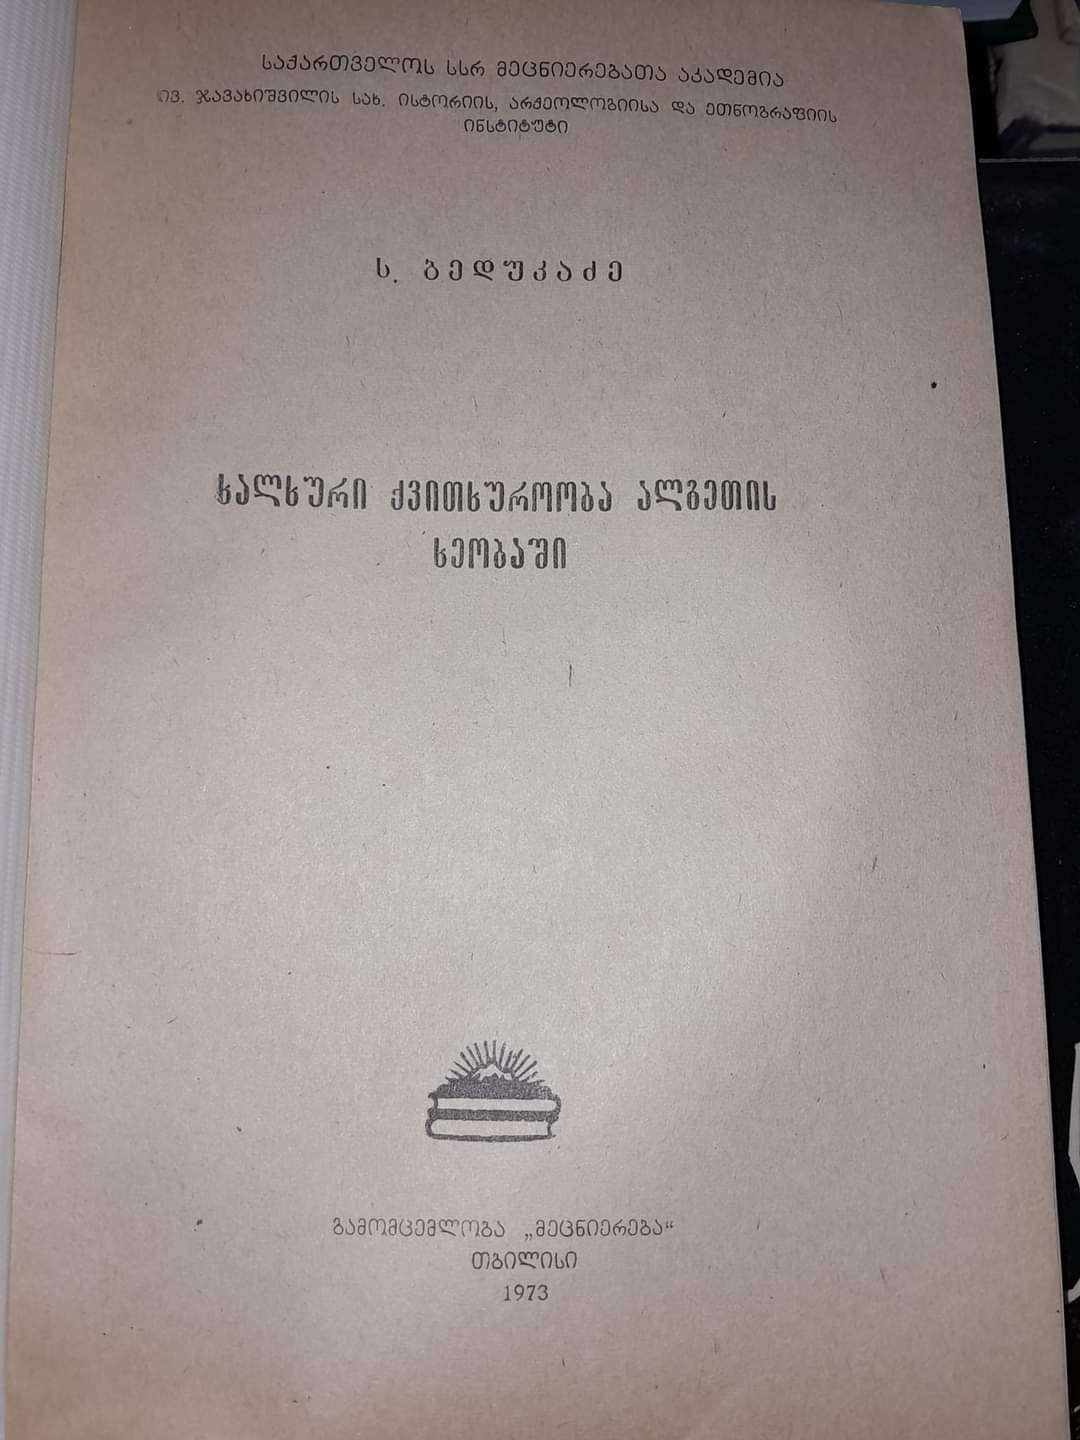 საქართველოს სსრ მეცნიერებათა აკადემია
ივ. ჯავახიშვილის სახ. ისტორიის, არქეოლოგიისა და ეთნოგრაფიის
ინსტიტუტი
ს. ბედუკაძე
ხალხური ქვითხუროობა ალგეთის
ხეობაში
გამომცემლობა „მეცნიერება“
თბილისი
1973